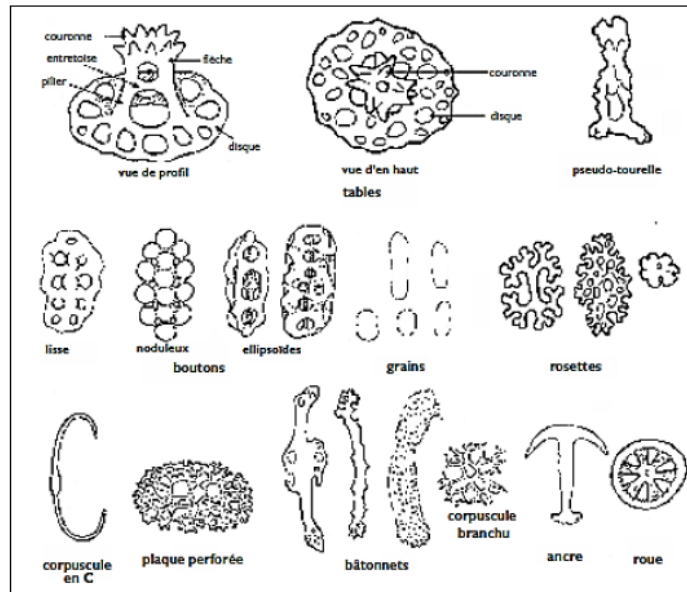 couronne
entretoise
flèche
pilier
disque
vue de profil
couronne
disque
vue d'en haut
tables
pseudo-tourelle
lisse
noduleux
ellipsoïdes
boutons
grains
rosettes
corpuscule
en C
plaque perforée
bâtonnets
corpuscule
branchu
ancre
roue